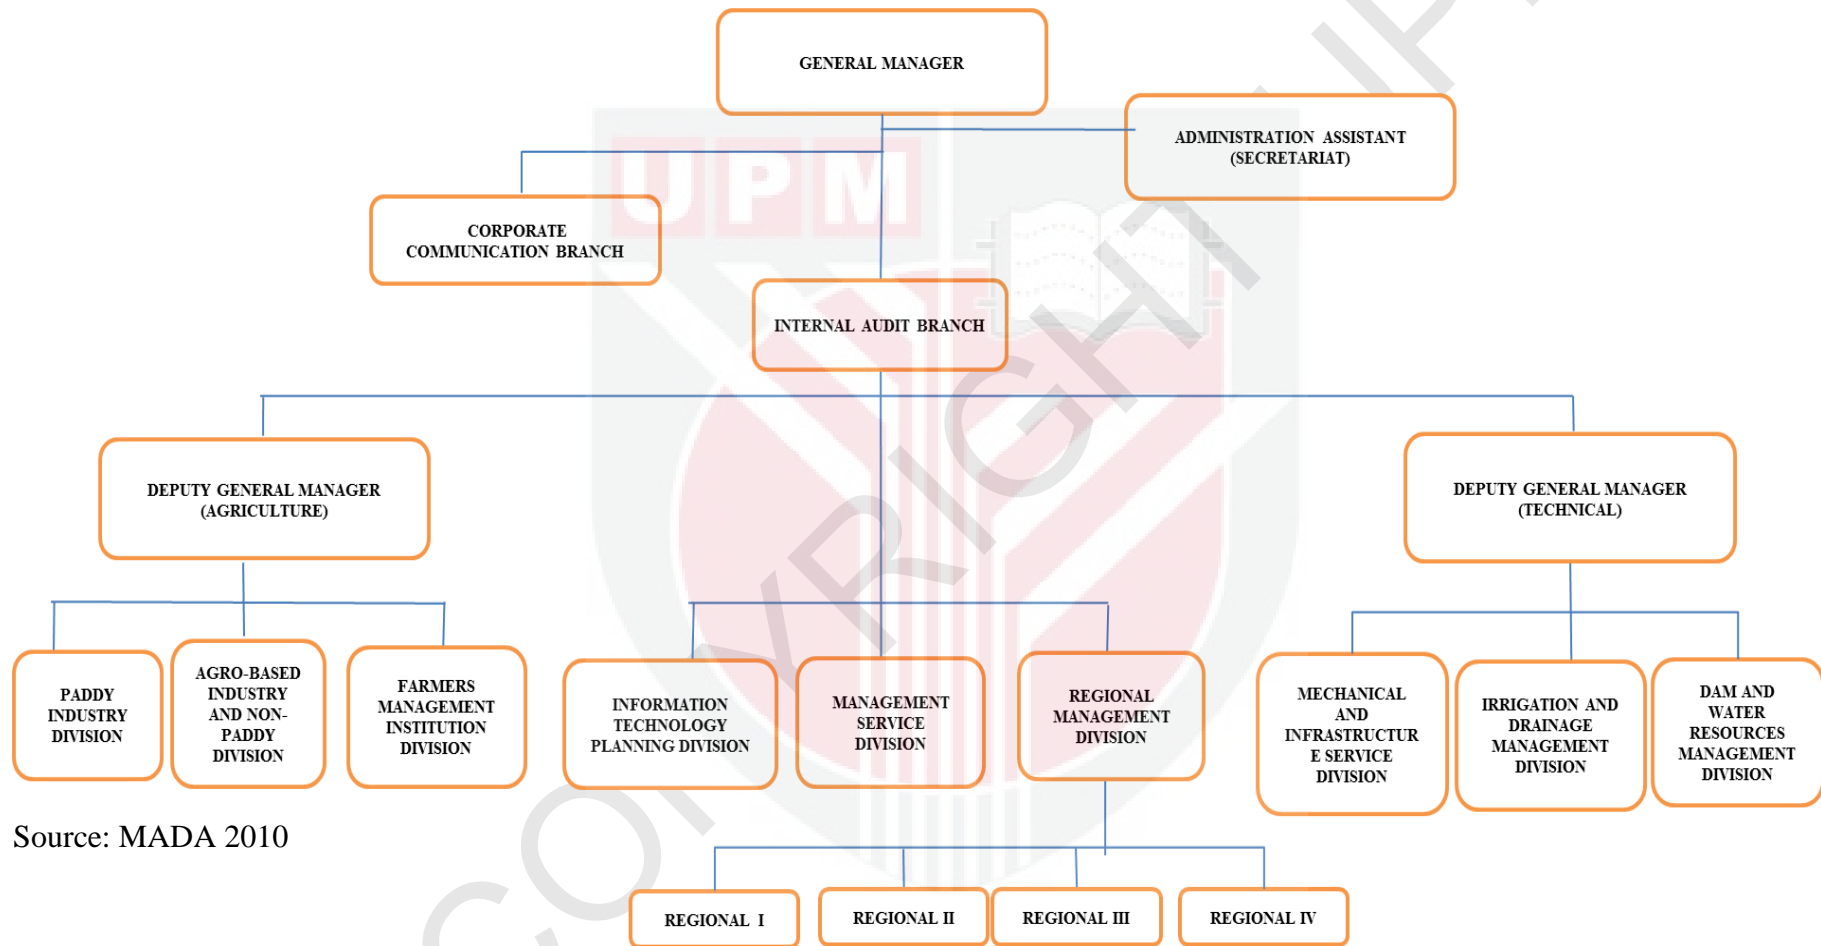 GENERAL MANAGER
ADMINISTRATION ASSISTANT
(SECRETARIAT)
CORPORATE
COMMUNICATION BRANCH
INTERNAL AUDIT BRANCH
DEPUTY GENERAL MANAGER
(AGRICULTURE)
DEPUTY GENERAL MANAGER
(TECHNICAL)
PADDY
INDUSTRY
DIVISION
AGRO-BASED
INDUSTRY
AND NON-
PADDY
DIVISION
FARMERS
MANAGEMENT
INSTITUTION
DIVISION
INFORMATION
TECHNOLOGY
PLANNING DIVISION
MANAGEMENT
SERVICE
DIVISION
REGIONAL
MANAGEMENT
DIVISION
MECHANICAL
AND
INFRASTRUCTUR
E SERVICE
DIVISION
IRRIGATION AND
DRAINAGE
MANAGEMENT
DIVISION
DAM AND
WATER
RESOURCES
MANAGEMENT
DIVISION
REGIONAL I
REGIONAL II
REGIONAL III
REGIONAL IV
Source: MADA 2010
UPM
COPYRIGHT UPM